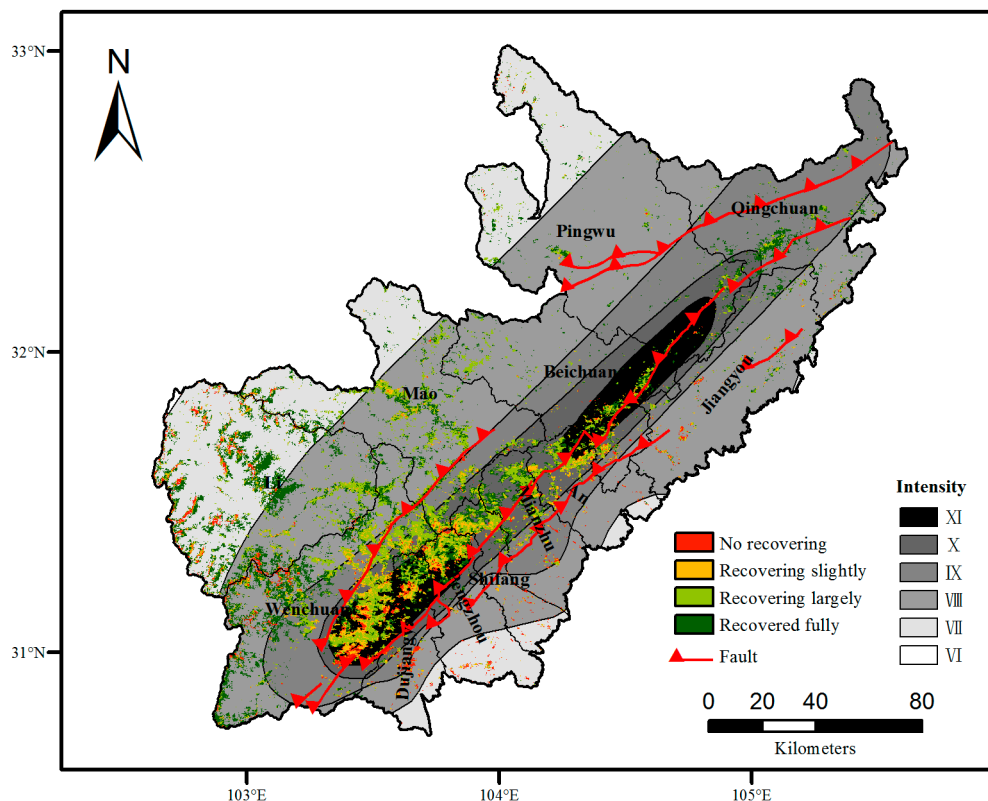 33°N
32°N
31°N
103°E
104°E
105°E
N
Pingwu
Qingchuan
Beichuan
Jiangyou
Mao
Li
Wenchuan
Shifang
Dujiang
Intensity
XI
X
IX
VIII
VII
VI
No recovering
Recovering slightly
Recovering largely
Recovered fully
Fault
0 20 40 80
Kilometers